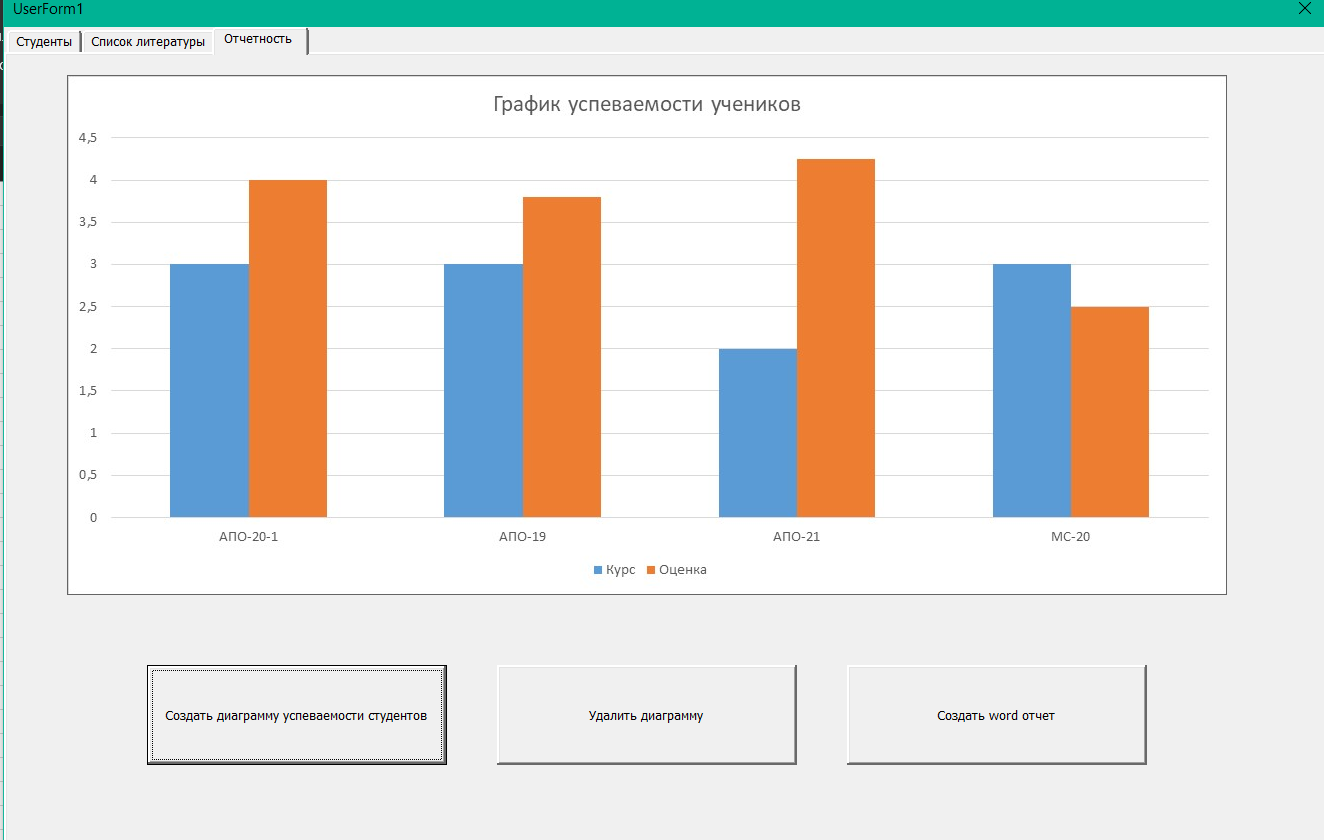 UserForm1
Студенты Список литературы Отчетность
График успеваемости учеников
4,5
4
3,5
3
2,5
2
1,5
1
0,5
0
АПО-20-1 АПО-19 АПО-21 МС-20
Курс Оценка
Создать диаграмму успеваемости студентов Удалить диаграмму Создать word отчет